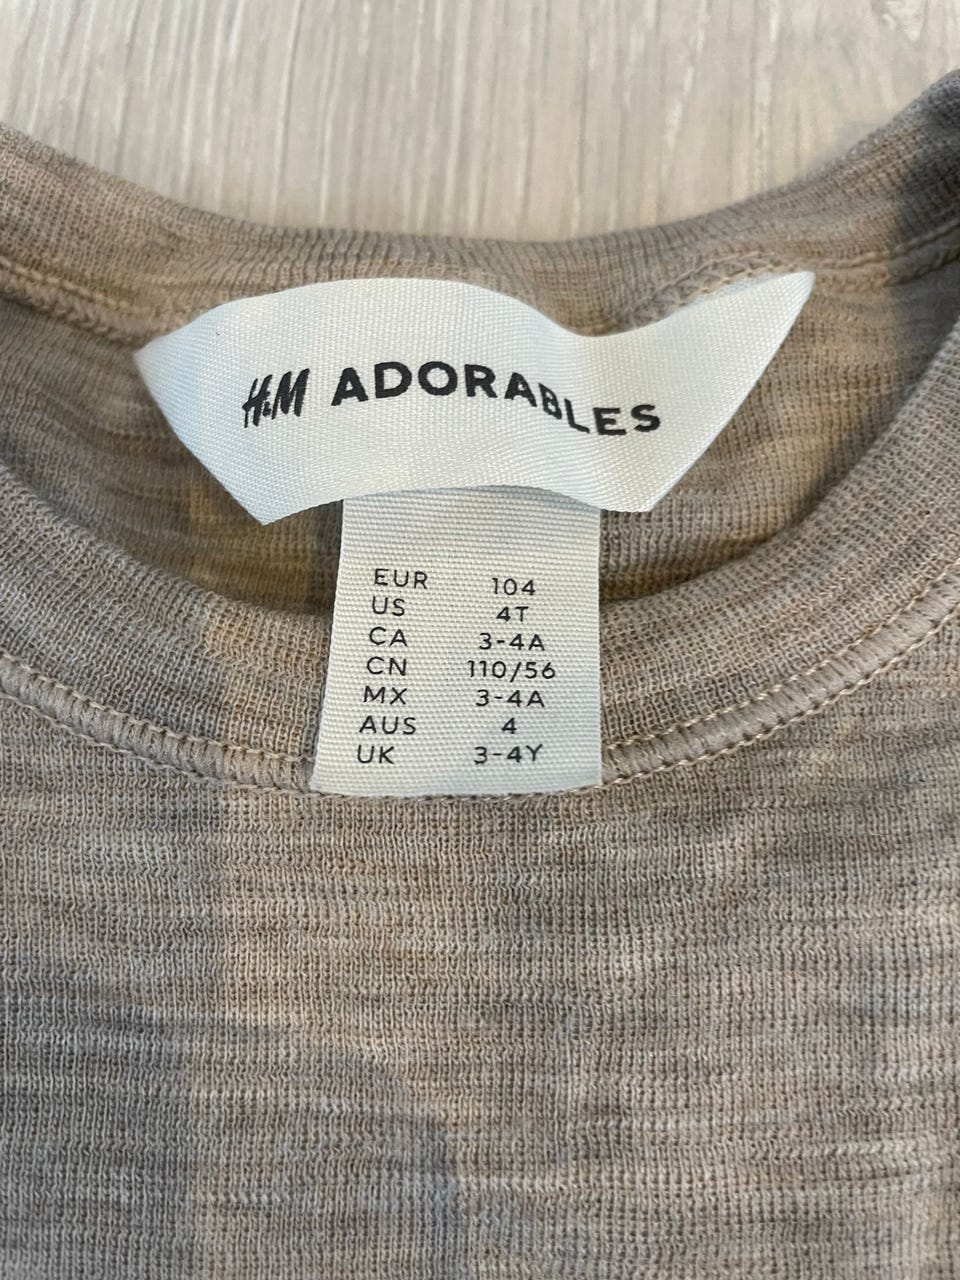 H&M ADORABLES
EUR 104
US 4T
CA 3-4A
CN 110/56
MX 3-4A
AUS 4
UK 3-4Y